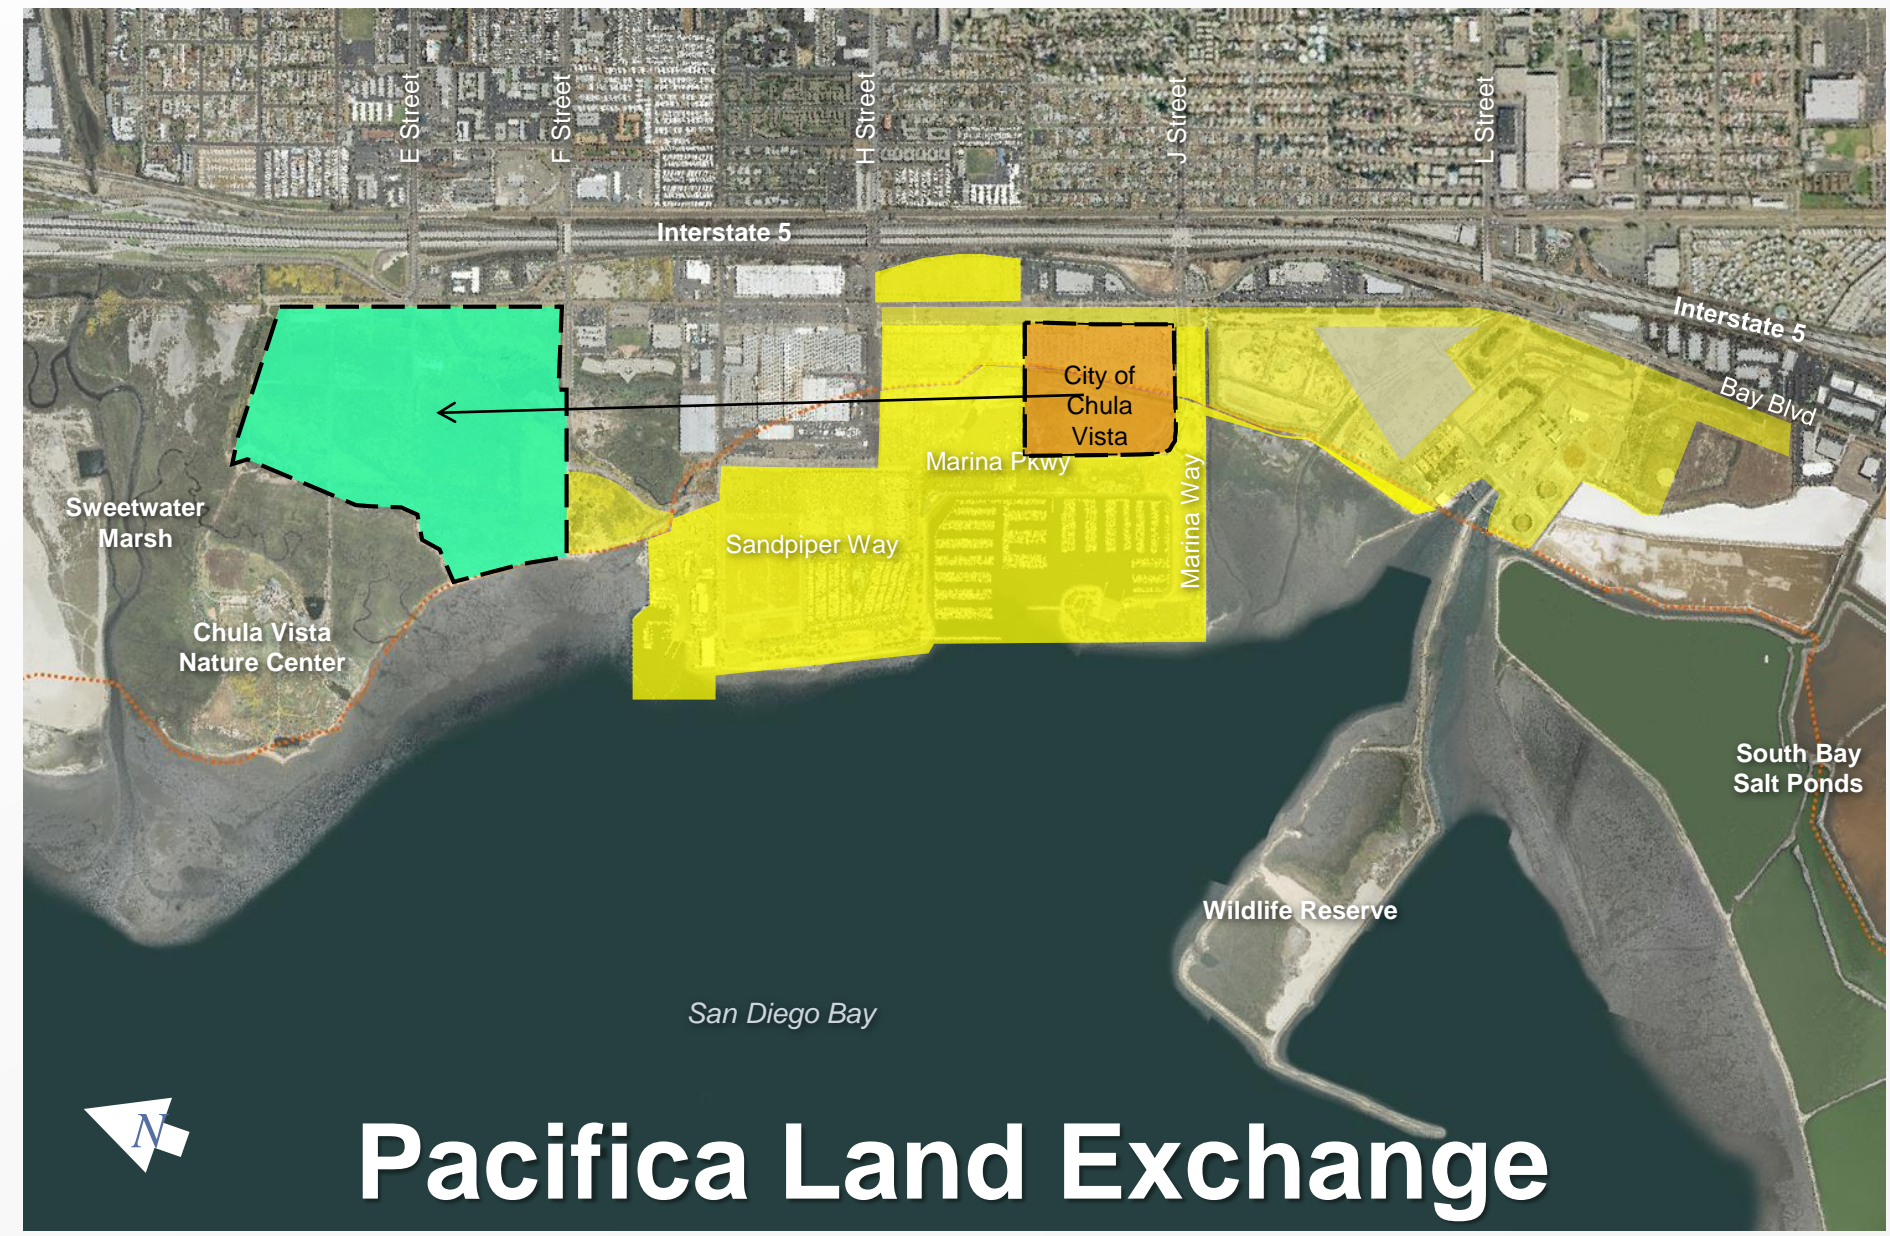 E Street
F Street
H Street
J Street
L Street
Interstate 5
Interstate 5
Bay Blvd
City of
Chula
Vista
Marina Pkwy
Marina Way
Sandpiper Way
Sweetwater
Marsh
Chula Vista
Nature Center
South Bay
Salt Ponds
Wildlife Reserve
San Diego Bay
N
Pacifica Land Exchange